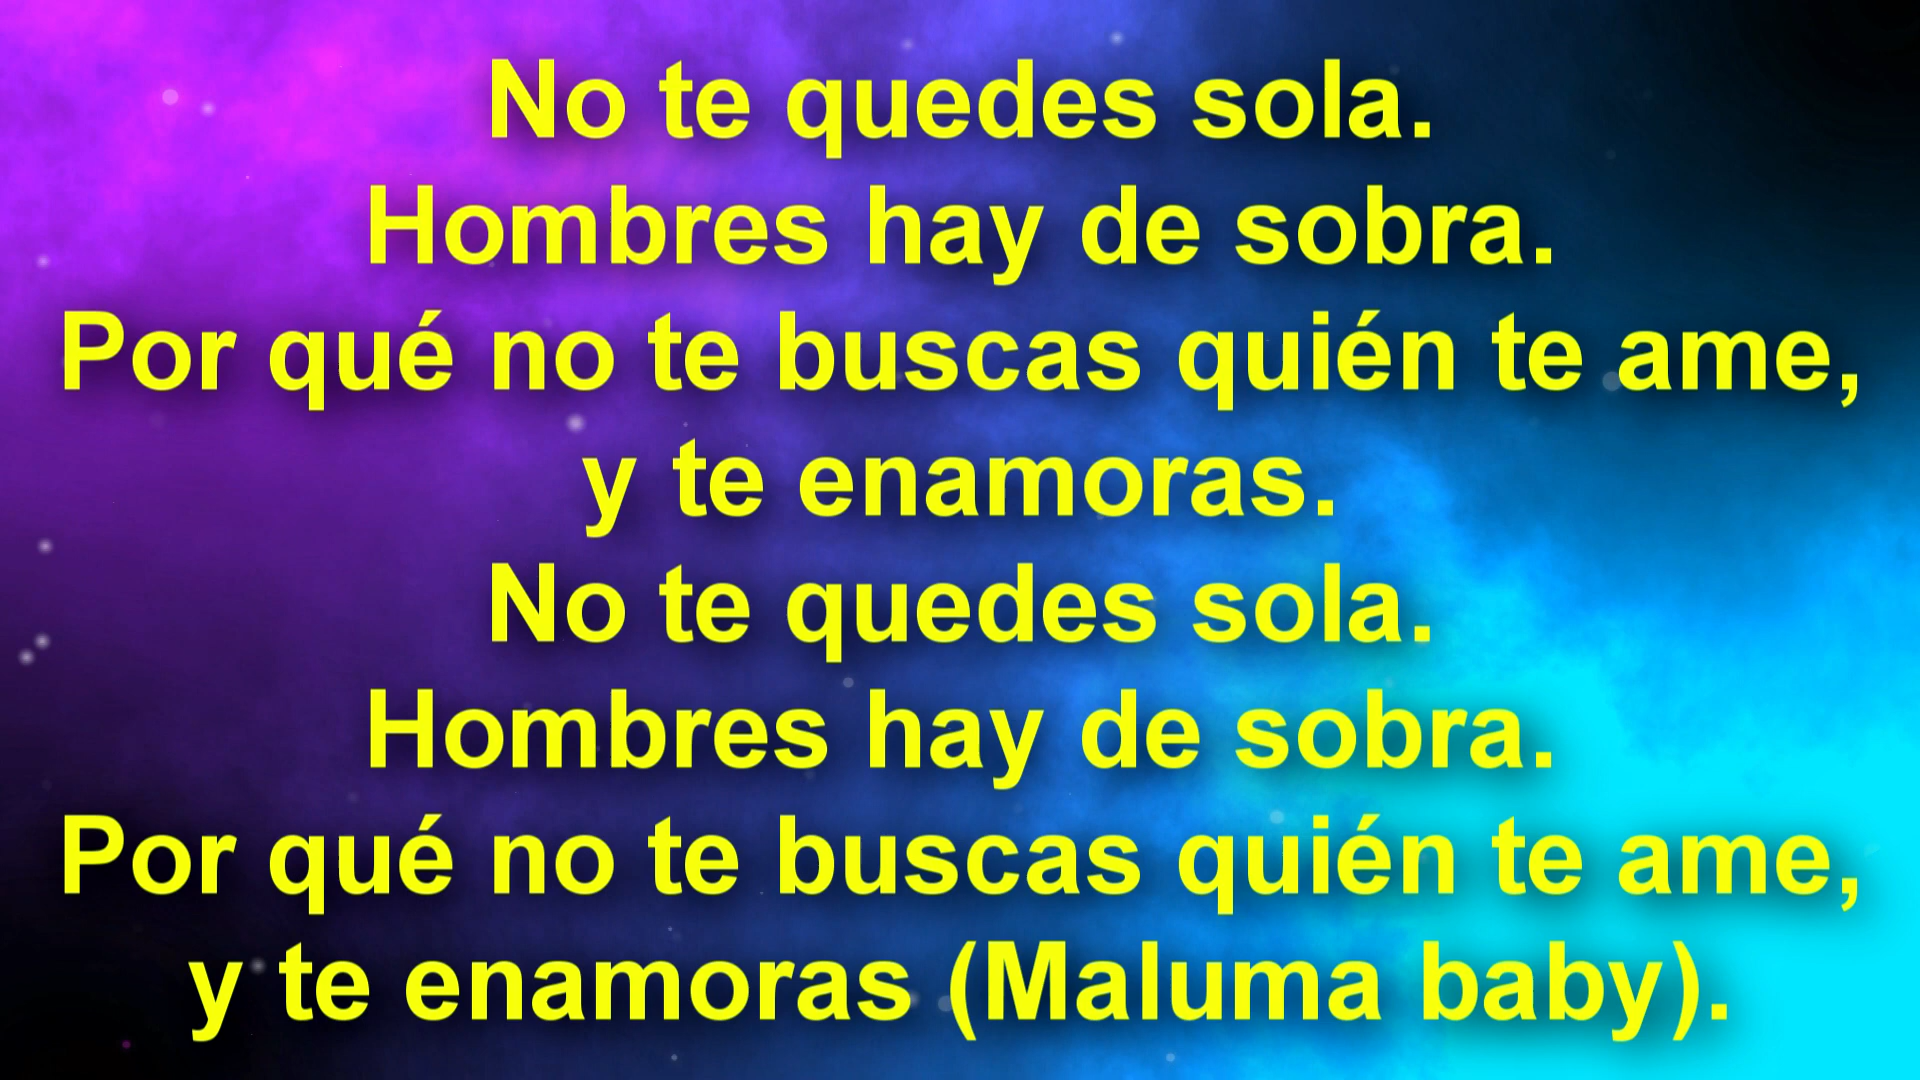 No te quedes sola.
Hombres hay de sobra.
Por qué no te buscas quién te ame,
y te enamoras.
No te quedes sola.
Hombres hay de sobra.
Por qué no te buscas quién te ame,
y te enamoras (Maluma baby).